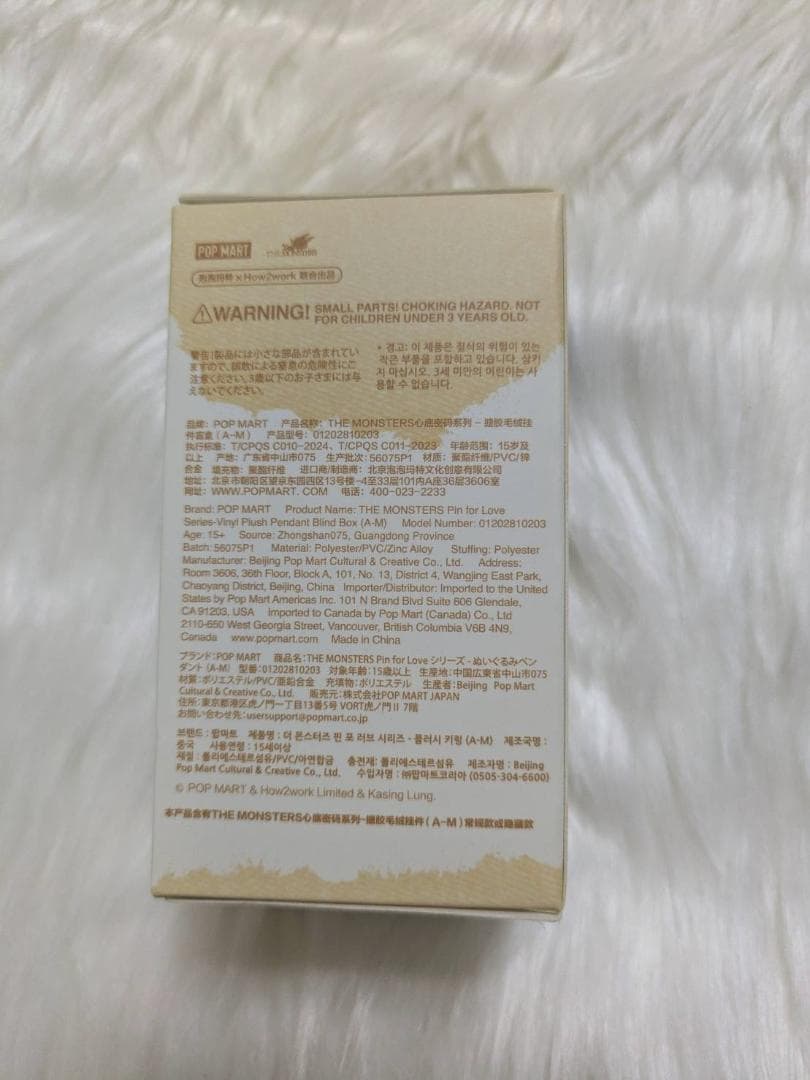 POP MART
THE MONSTERS
泡泡玛特 × How2work 联合出品
WARNING! SMALL PARTS! CHOKING HAZARD. NOT
FOR CHILDREN UNDER 3 YEARS OLD.
警告!製品には小さな部品が含まれてい
ますので、誤飲による窒息の危険性にご
注意ください。3歳以下のお子さまには与
えないでください。
* 경고: 이 제품은 질식의 위험이 있는
작은 부품을 포함하고 있습니다. 삼키
지 마십시오. 3세 미만의 어린이는 사
용할 수 없습니다.
品牌: POP MART 产品名称: THE MONSTERS心底密码系列 - 搪胶毛绒挂
件盲盒 (A-M) 产品型号: 01202810203
执行标准: T/CPQS C010-2024、T/CPQS C011-2023 年龄范围: 15岁及
以上 产地: 广东省中山市075 生产批次: 56075P1 材质: 聚酯纤维/PVC/锌
合金 填充物: 聚酯纤维 进口商/制造商: 北京泡泡玛特文化创意有限公司
地址: 北京市朝阳区望京东园四区13号楼-4至33层101内A座36层3606室
网址: WWW.POPMART. COM 电话: 400-023-2233
Brand: POP MART Product Name: THE MONSTERS Pin for Love
Series-Vinyl Plush Pendant Blind Box (A-M) Model Number: 01202810203
Age: 15+ Source: Zhongshan075, Guangdong Province
Batch: 56075P1 Material: Polyester/PVC/Zinc Alloy Stuffing: Polyester
Manufacturer: Beijing Pop Mart Cultural & Creative Co., Ltd. Address:
Room 3606, 36th Floor, Block A, 101, No. 13, District 4, Wangjing East Park,
Chaoyang District, Beijing, China Importer/Distributor: Imported to the United
States by Pop Mart Americas Inc. 101 N Brand Blvd Suite 606 Glendale,
CA 91203, USA Imported to Canada by Pop Mart (Canada) Co., Ltd
2110-650 West Georgia Street, Vancouver, British Columbia V6B 4N9,
Canada www.popmart.com Made in China
ブランド:POP MART 商品名:THE MONSTERS Pin for Love シリーズ - ぬいぐるみペン
ダント (A-M) 型番:01202810203 対象年齢:15歳以上 生産地:中国広東省中山市075
材質:ポリエステル/PVC/亜鉛合金 充填物:ポリエステル 生産者:Beijing Pop Mart
Cultural & Creative Co., Ltd. 販売元:株式会社POP MART JAPAN
住所:東京都港区虎ノ門一丁目13番5号 VORT虎ノ門II 7階
お問い合わせ先:usersupport@popmart.co.jp
브랜드 : 팝마트 제품명 : 더 몬스터즈 핀 포 러브 시리즈 - 플러시 키링 (A-M) 제조국명 :
중국 사용연령 : 15세이상
재질 : 폴리에스테르섬유/PVC/아연합금 충전재: 폴리에스테르섬유 제조자명 : Beijing
Pop Mart Cultural & Creative Co., Ltd. 수입자명 : ㈜팝마트코리아 (0505-304-6600)
© POP MART & How2work Limited & Kasing Lung.
本产品含有THE MONSTERS心底密码系列-搪胶毛绒挂件 ( A-M ) 常规款或隐藏款